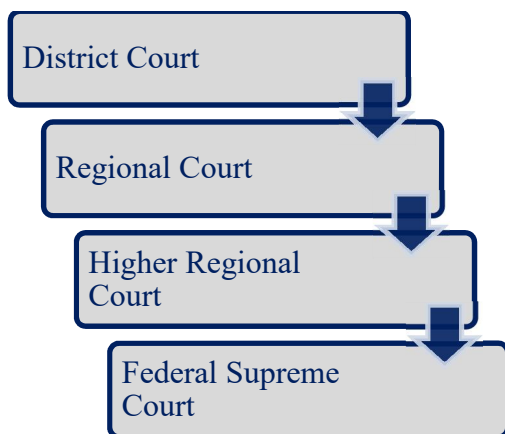 District Court
Regional Court
Higher Regional
Court
Federal Supreme
Court